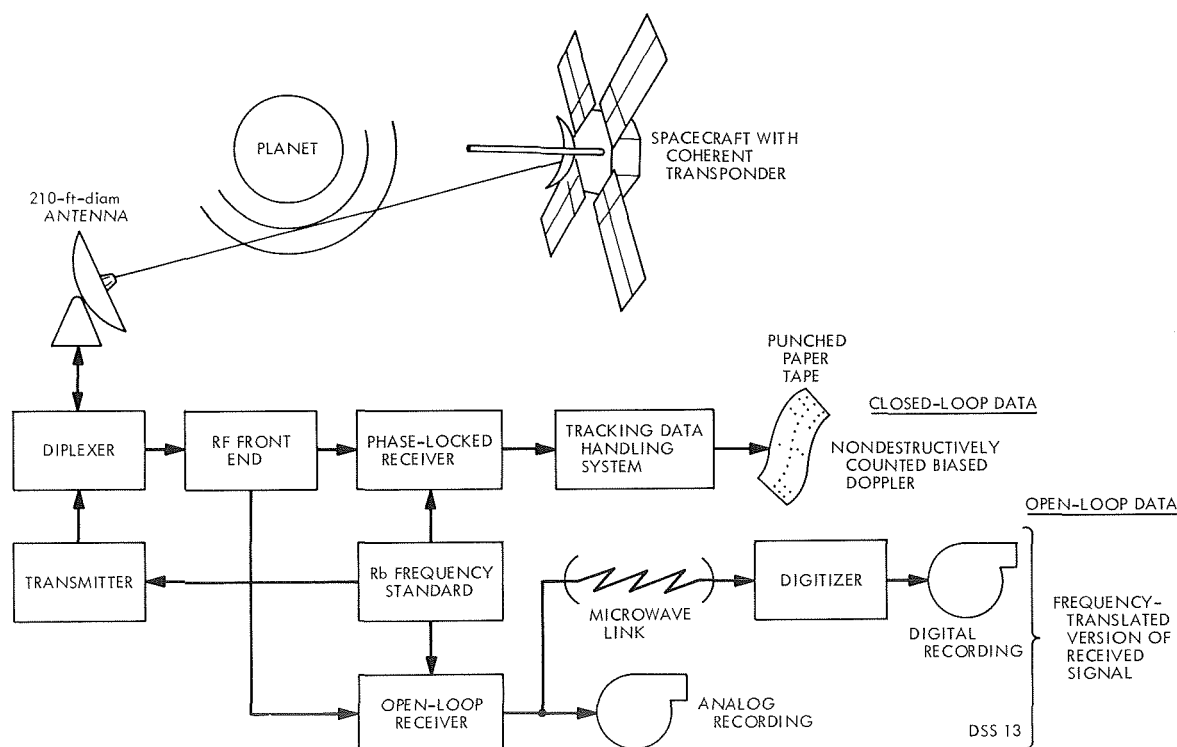 PLANET
SPACECRAFT WITH
COHERENT
TRANSPONDER
210-ft-diam
ANTENNA
PUNCHED
PAPER
TAPE
CLOSED-LOOP DATA
DIPLEXER
RF FRONT
END
PHASE-LOCKED
RECEIVER
TRACKING DATA
HANDLING
SYSTEM
NONDESTRUCTIVELY
COUNTED BIASED
DOPPLER
OPEN-LOOP DATA
TRANSMITTER
Rb FREQUENCY
STANDARD
MICROWAVE
LINK
DIGITIZER
DIGITAL
RECORDING
FREQUENCY-
TRANSLATED
VERSION OF
RECEIVED
SIGNAL
OPEN-LOOP
RECEIVER
ANALOG
RECORDING
DSS 13